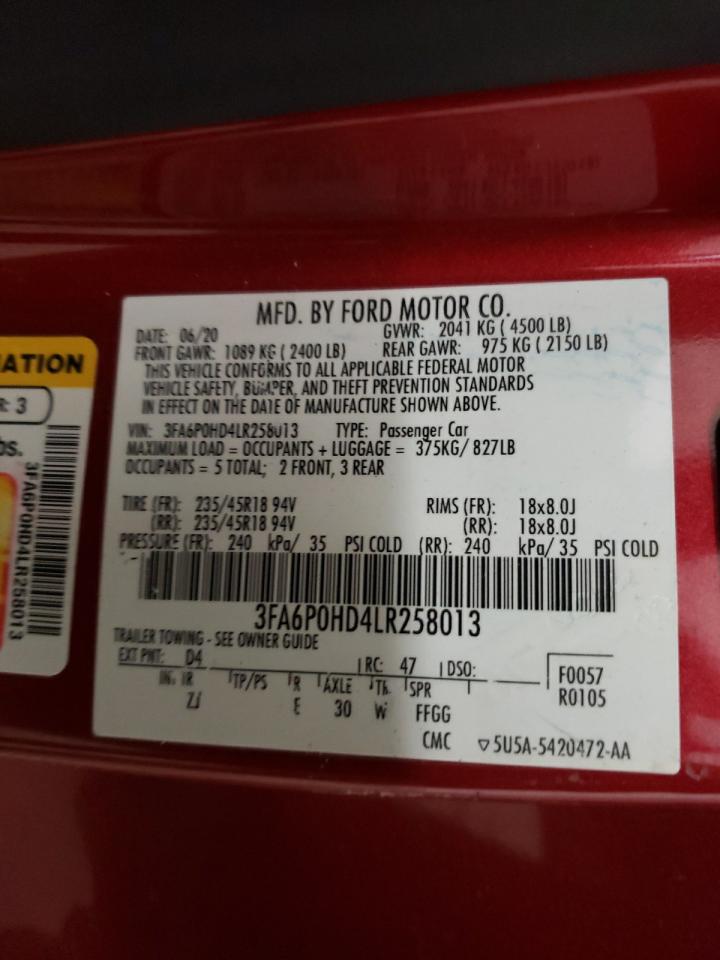 MFD. BY FORD MOTOR CO.
DATE: 06/20 GVWR: 2041 KG ( 4500 LB)
FRONT GAWR: 1089 KG ( 2400 LB) REAR GAWR: 975 KG ( 2150 LB)
THIS VEHICLE CONFORMS TO ALL APPLICABLE FEDERAL MOTOR
VEHICLE SAFETY, BUMPER, AND THEFT PREVENTION STANDARDS
IN EFFECT ON THE DATE OF MANUFACTURE SHOWN ABOVE.
VIN: 3FA6P0HD4LR258013 TYPE: Passenger Car
MAXIMUM LOAD = OCCUPANTS + LUGGAGE = 375KG/ 827LB
OCCUPANTS = 5 TOTAL; 2 FRONT, 3 REAR
TIRE (FR): 235/45R18 94V RIMS (FR): 18x8.0J
(RR): 235/45R18 94V (RR): 18x8.0J
PRESSURE (FR): 240 kPa/ 35 PSI COLD (RR): 240 kPa/ 35 PSI COLD
3FA6P0HD4LR258013
TRAILER TOWING - SEE OWNER GUIDE
EXT PNT: D4 RC: 47 DSO: F0057
R0105
TP/PS R AXLE TR SPR
E 30 W FFGG
CMC ▽5U5A-5420472-AA
ATION
R: 3
bs.
3FA6P0HD4LR258013